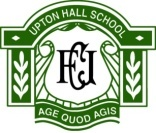 UPTON HALL SCHOOL
FCJ
AGE QUOD AGIS